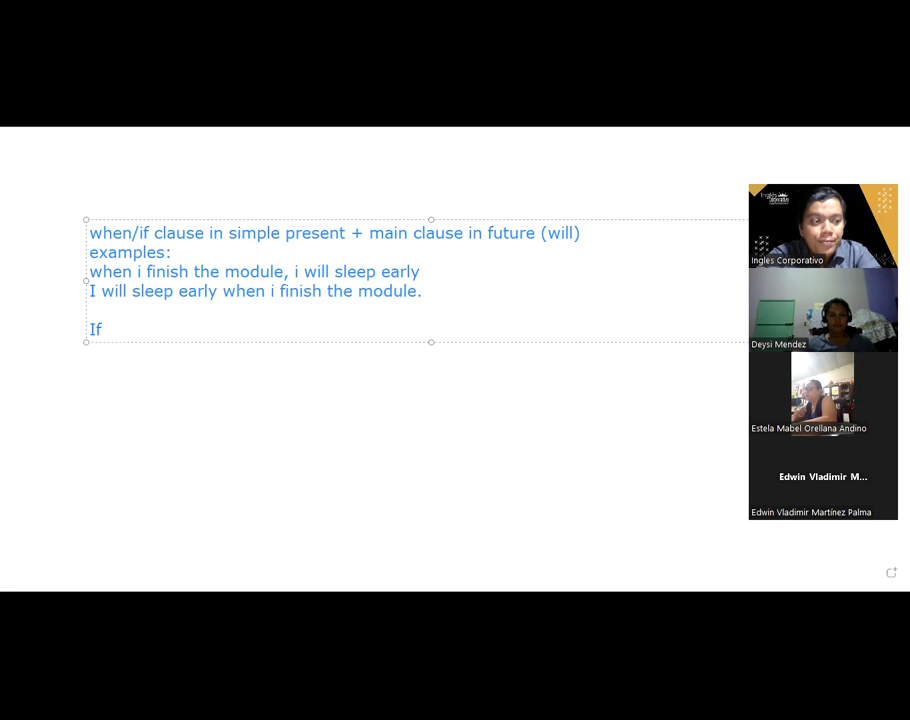 when/if clause in simple present + main clause in future (will)
examples:
when i finish the module, i will sleep early
I will sleep early when i finish the module.
If
Inglés
Corporativo
Ingles Corporativo
Deysi Mendez
Estela Mabel Orellana Andino
Edwin Vladimir M...
Edwin Vladimir Martínez Palma